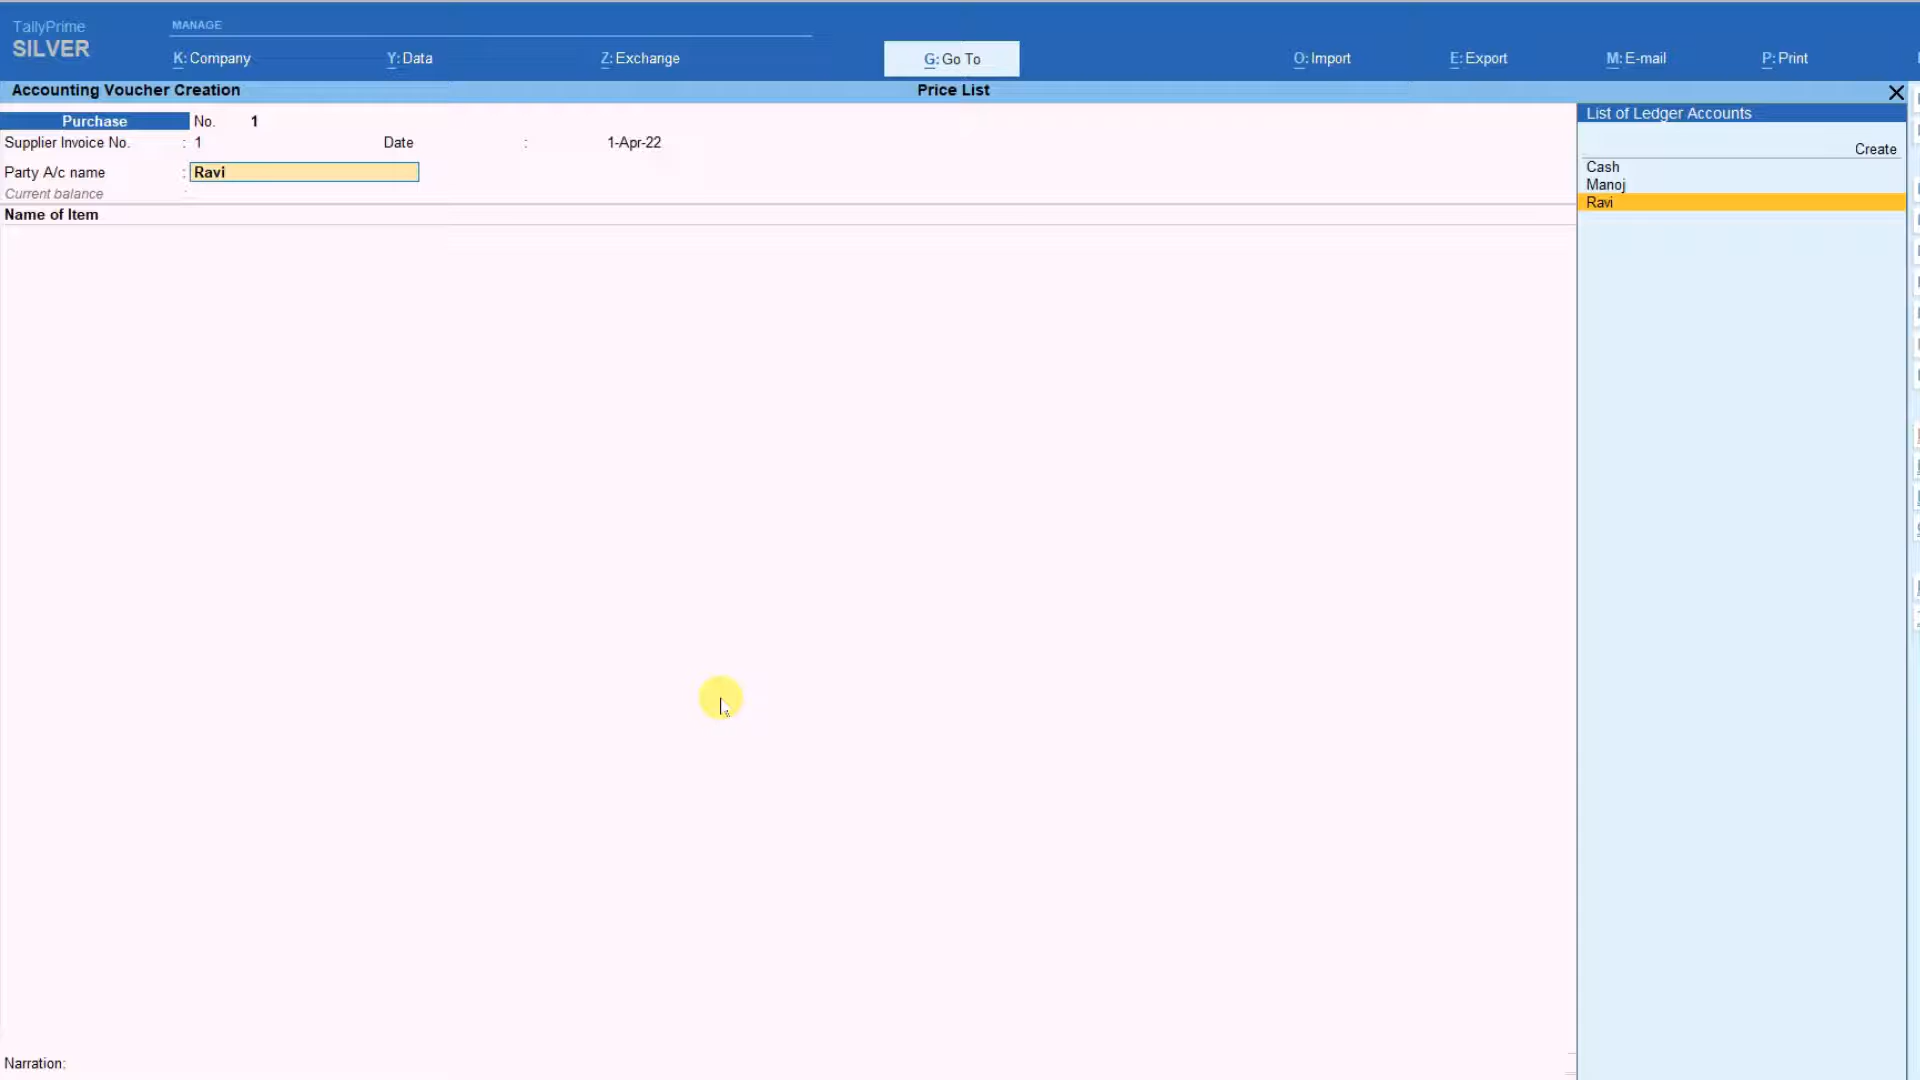 TallyPrime
SILVER
MANAGE
K: Company
Y: Data
Z: Exchange
G: Go To
O: Import
E: Export
M: E-mail
P: Print
Accounting Voucher Creation
Price List
Purchase No. 1
Supplier Invoice No. : 1 Date : 1-Apr-22
Party A/c name : Ravi
Current balance :
Name of Item
List of Ledger Accounts
Create
Cash
Manoj
Ravi
Narration: